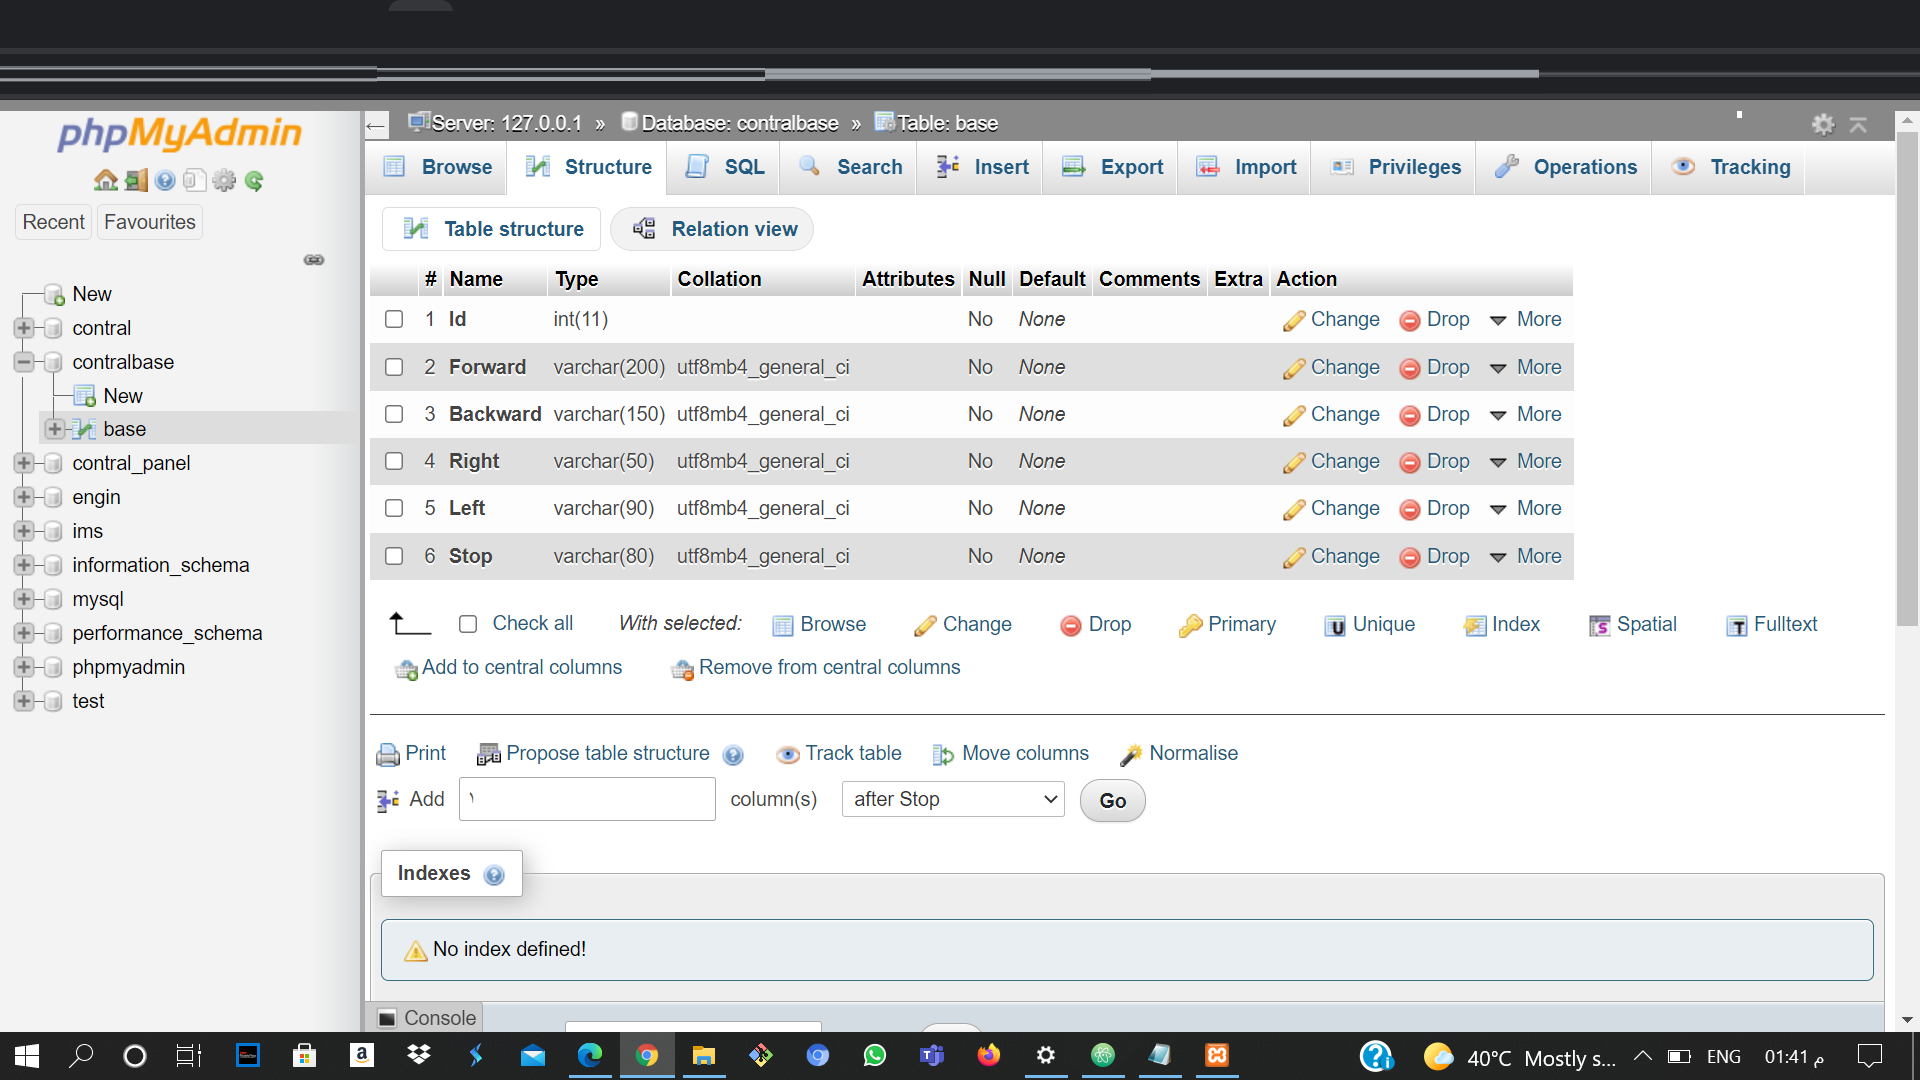 phpMyAdmin
Recent Favourites
New
contral
contralbase
New
base
contral_panel
engin
ims
information_schema
mysql
performance_schema
phpmyadmin
test
Server: 127.0.0.1 » Database: contralbase » Table: base
Browse Structure SQL Search Insert Export Import Privileges Operations Tracking
Table structure Relation view
# Name Type Collation Attributes Null Default Comments Extra Action
1 Id int(11) No None Change Drop More
2 Forward varchar(200) utf8mb4_general_ci No None Change Drop More
3 Backward varchar(150) utf8mb4_general_ci No None Change Drop More
4 Right varchar(50) utf8mb4_general_ci No None Change Drop More
5 Left varchar(90) utf8mb4_general_ci No None Change Drop More
6 Stop varchar(80) utf8mb4_general_ci No None Change Drop More
Check all With selected: Browse Change Drop Primary Unique Index Spatial Fulltext
Add to central columns Remove from central columns
Print Propose table structure Track table Move columns Normalise
Add ١ column(s) after Stop Go
Indexes
No index defined!
Console
40°C Mostly s... ENG 01:41 م